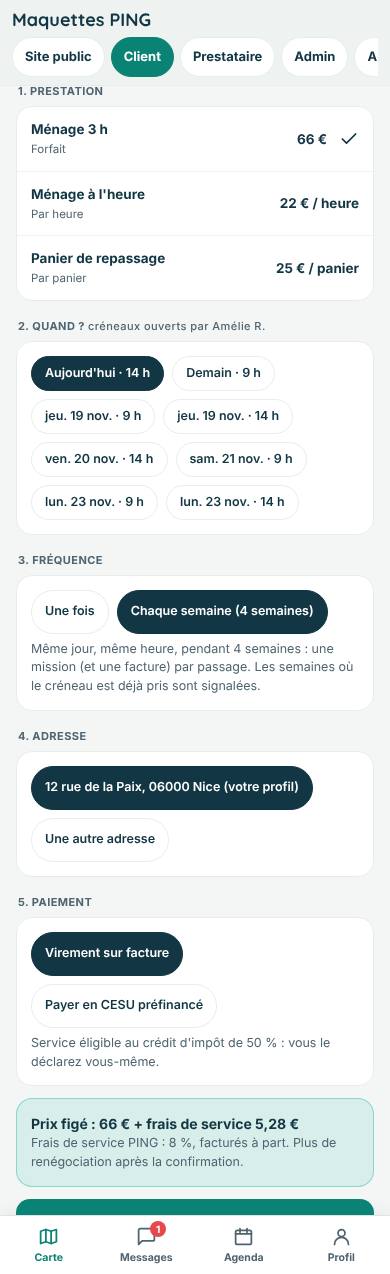 Maquettes PING
Site public
Client
Prestataire
Admin
A
1. PRESTATION
Ménage 3 h
Forfait
66 €
Ménage à l'heure
Par heure
22 € / heure
Panier de repassage
Par panier
25 € / panier
2. QUAND ? créneaux ouverts par Amélie R.
Aujourd'hui · 14 h
Demain · 9 h
jeu. 19 nov. · 9 h
jeu. 19 nov. · 14 h
ven. 20 nov. · 14 h
sam. 21 nov. · 9 h
lun. 23 nov. · 9 h
lun. 23 nov. · 14 h
3. FRÉQUENCE
Une fois
Chaque semaine (4 semaines)
Même jour, même heure, pendant 4 semaines : une
mission (et une facture) par passage. Les semaines où
le créneau est déjà pris sont signalées.
4. ADRESSE
12 rue de la Paix, 06000 Nice (votre profil)
Une autre adresse
5. PAIEMENT
Virement sur facture
Payer en CESU préfinancé
Service éligible au crédit d'impôt de 50 % : vous le
déclarez vous-même.
Prix figé : 66 € + frais de service 5,28 €
Frais de service PING : 8 %, facturés à part. Plus de
renégociation après la confirmation.
Carte
1
Messages
Agenda
Profil